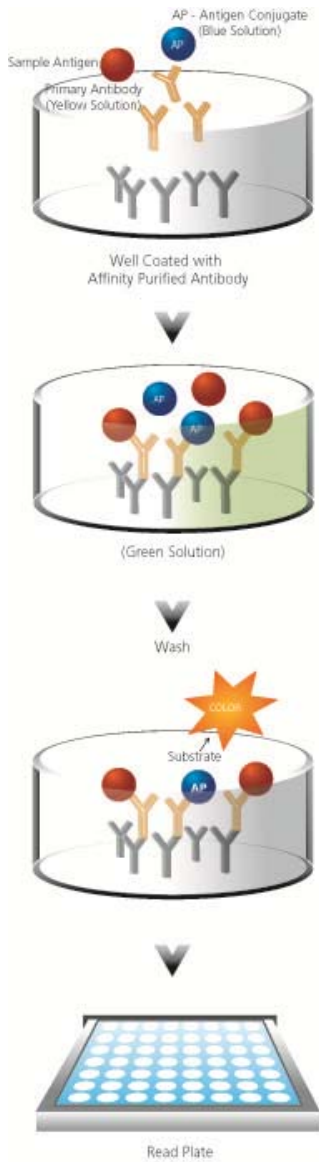 AP - Antigen Conjugate
(Blue Solution)
AP
Sample Antigen
Primary Antibody
(Yellow Solution)
Well Coated with
Affinity Purified Antibody
AP
AP
(Green Solution)
Wash
COLOR
Substrate
AP
Read Plate